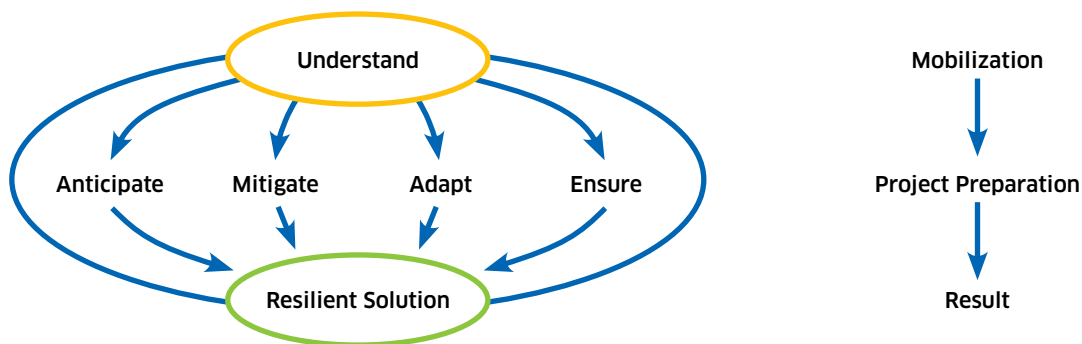 Understand
Mobilization
Anticipate
Mitigate
Adapt
Ensure
Project Preparation
Resilient Solution
Result